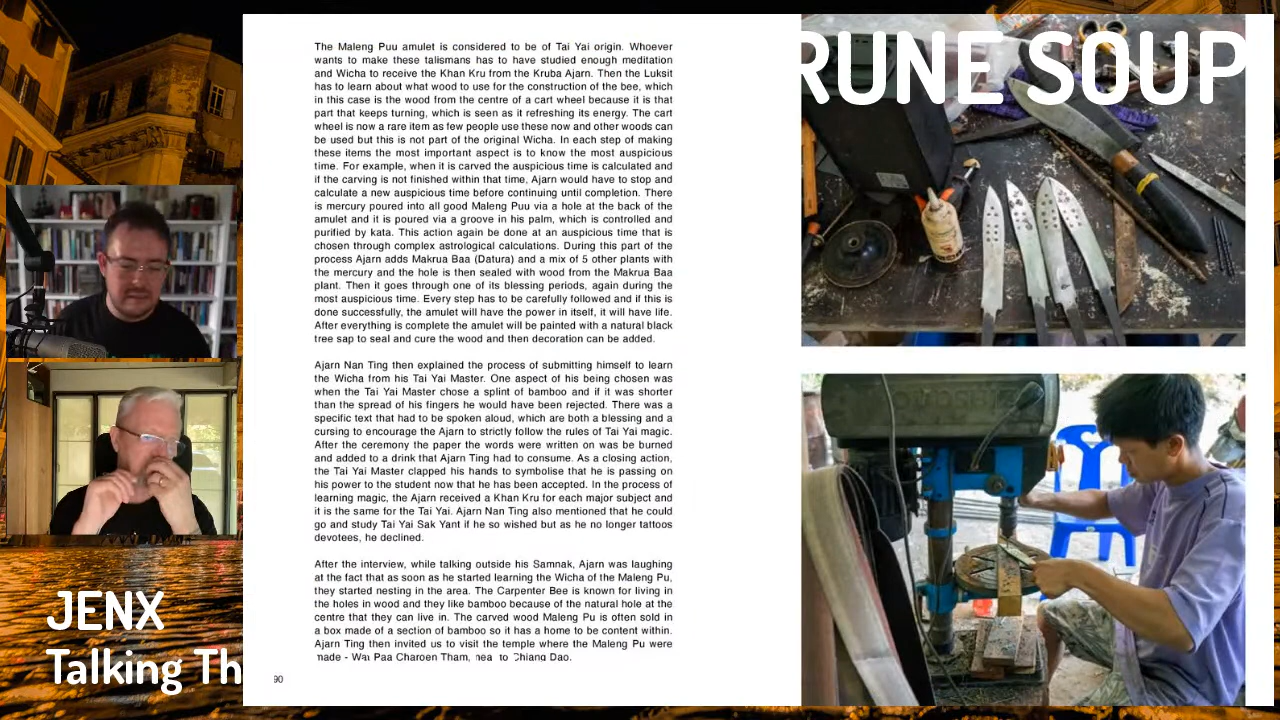 RUNE SOUP
The Maleng Puu amulet is considered to be of Tai Yai origin. Whoever
wants to make these talismans has to have studied enough meditation
and Wicha to receive the Khan Kru from the Kruba Ajarn. Then the Luksit
has to learn about what wood to use for the construction of the bee, which
in this case is the wood from the centre of a cart wheel because it is that
part that keeps turning, which is seen as it refreshing its energy. The cart
wheel is now a rare item as few people use these now and other woods can
be used but this is not part of the original Wicha. In each step of making
these items the most important aspect is to know the most auspicious
time. For example, when it is carved the auspicious time is calculated and
if the carving is not finished within that time, Ajarn would have to stop and
calculate a new auspicious time before continuing until completion. There
is mercury poured into all good Maleng Puu via a hole at the back of the
amulet and it is poured via a groove in his palm, which is controlled and
purified by kata. This action again be done at an auspicious time that is
chosen through complex astrological calculations. During this part of the
process Ajarn adds Makrua Baa (Datura) and a mix of 5 other plants with
the mercury and the hole is then sealed with wood from the Makrua Baa
plant. Then it goes through one of its blessing periods, again during the
most auspicious time. Every step has to be carefully followed and if this is
done successfully, the amulet will have the power in itself, it will have life.
After everything is complete the amulet will be painted with a natural black
tree sap to seal and cure the wood and then decoration can be added.
Ajarn Nan Ting then explained the process of submitting himself to learn
the Wicha from his Tai Yai Master. One aspect of his being chosen was
when the Tai Yai Master chose a splint of bamboo and if it was shorter
than the spread of his fingers he would have been rejected. There was a
specific text that had to be spoken aloud, which are both a blessing and a
cursing to encourage the Ajarn to strictly follow the rules of Tai Yai magic.
After the ceremony the paper the words were written on was be burned
and added to a drink that Ajarn Ting had to consume. As a closing action,
the Tai Yai Master clapped his hands to symbolise that he is passing on
his power to the student now that he has been accepted. In the process of
learning magic, the Ajarn received a Khan Kru for each major subject and
it is the same for the Tai Yai. Ajarn Nan Ting also mentioned that he could
go and study Tai Yai Sak Yant if he so wished but as he no longer tattoos
devotees, he declined.
After the interview, while talking outside his Samnak, Ajarn was laughing
at the fact that as soon as he started learning the Wicha of the Maleng Pu,
they started nesting in the area. The Carpenter Bee is known for living in
the holes in wood and they like bamboo because of the natural hole at the
centre that they can live in. The carved wood Maleng Pu is often sold in
a box made of a section of bamboo so it has a home to be content within.
Ajarn Ting then invited us to visit the temple where the Maleng Pu were
made - Wat Paa Charoen Tham, near to Chiang Dao.
90
JENX
Talking Th